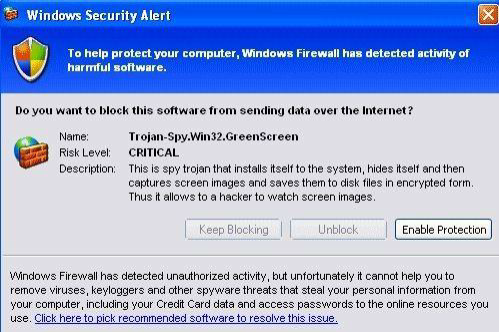 Windows Security Alert
To help protect your computer, Windows Firewall has detected activity of
harmful software.
Do you want to block this software from sending data over the Internet?
Name: Trojan-Spy.Win32.GreenScreen
Risk Level: CRITICAL
Description: This is spy trojan that installs itself to the system, hides itself and then
captures screen images and saves them to disk files in encrypted form.
Thus it allows to a hacker to watch screen images.
Keep Blocking Unblock Enable Protection
Windows Firewall has detected unauthorized activity, but unfortunately it cannot help you to
remove viruses, keyloggers and other spyware threats that steal your personal information
from your computer, including your Credit Card data and access passwords to the online resources you
use. Click here to pick recommended software to resolve this issue.